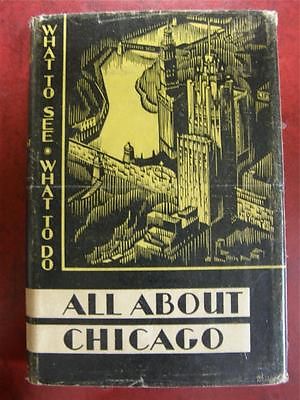 WHAT TO SEE • WHAT TO DO
ALL ABOUT
CHICAGO